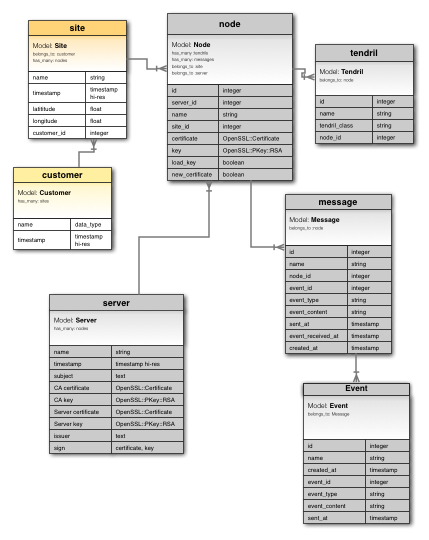 site
Model: Site
belongs_to: customer
has_many: nodes
name string
timestamp timestamp
hi-res
latitude float
longitude float
customer_id integer
node
Model: Node
has_many: tendrils
has_many: messages
belongs_to: site
belongs_to: server
id integer
server_id integer
name string
site_id integer
certificate OpenSSL::Certificate
key OpenSSL::PKey::RSA
load_key boolean
new_certificate boolean
tendril
Model: Tendril
belongs_to: node
id integer
name string
tendril_class string
node_id integer
customer
Model: Customer
has_many: sites
name data_type
timestamp timestamp
hi-res
message
Model: Message
belongs_to :node
id integer
name string
node_id integer
event_id integer
event_type string
event_content string
sent_at timestamp
event_received_at timestamp
created_at timestamp
server
Model: Server
has_many: nodes
name string
timestamp timestamp hi-res
subject text
CA certificate OpenSSL::Certificate
CA key OpenSSL::PKey::RSA
Server certificate OpenSSL::Certificate
Server key OpenSSL::PKey::RSA
issuer text
sign certificate, key
Event
Model: Event
belongs_to: Message
id integer
name string
created_at timestamp
event_id integer
event_type string
event_content string
sent_at timestamp